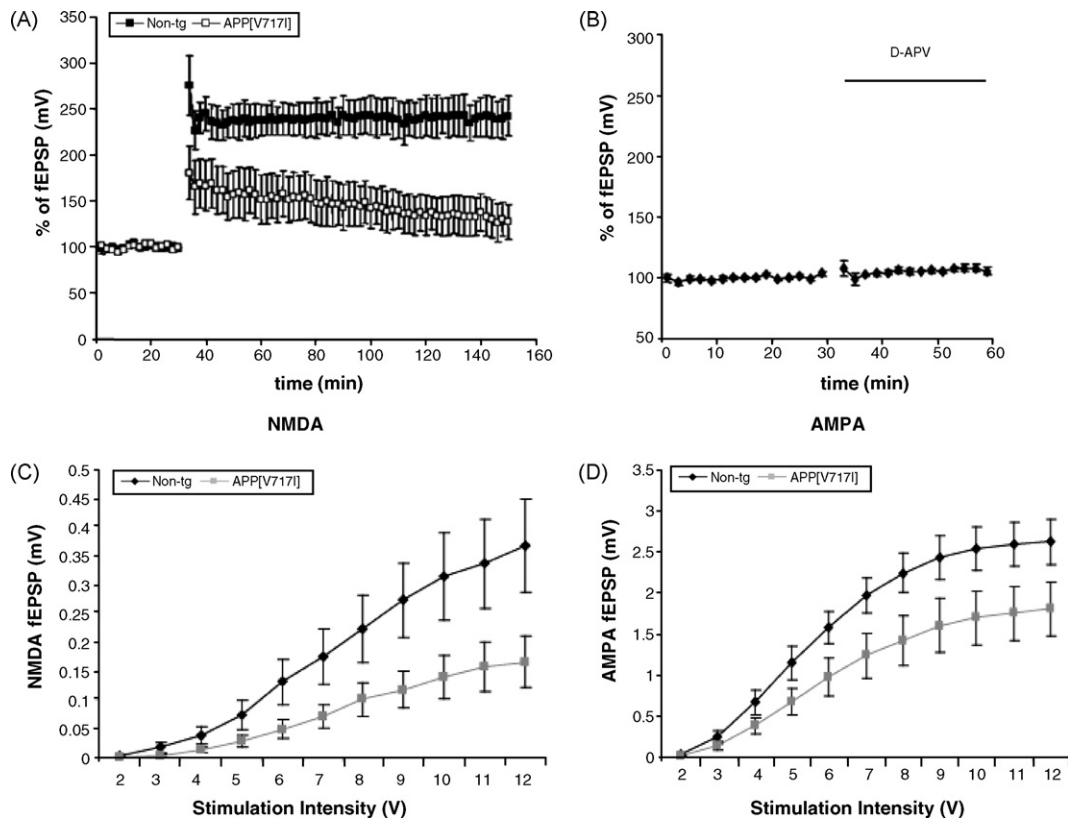 (A)
Non-tg APP[V717I]
350
300
250
200
150
100
50
0
% of fEPSP (mV)
0 20 40 60 80 100 120 140 160
time (min)
(B)
D-APV
300
250
200
150
100
50
% of fEPSP (mV)
0 10 20 30 40 50 60
time (min)
NMDA
(C)
Non-tg APP[V717I]
0.5
0.45
0.4
0.35
0.3
0.25
0.2
0.15
0.1
0.05
0
NMDA fEPSP (mV)
2 3 4 5 6 7 8 9 10 11 12
Stimulation Intensity (V)
AMPA
(D)
Non-tg APP[V717I]
3.5
3
2.5
2
1.5
1
0.5
0
AMPA fEPSP (mV)
2 3 4 5 6 7 8 9 10 11 12
Stimulation Intensity (V)